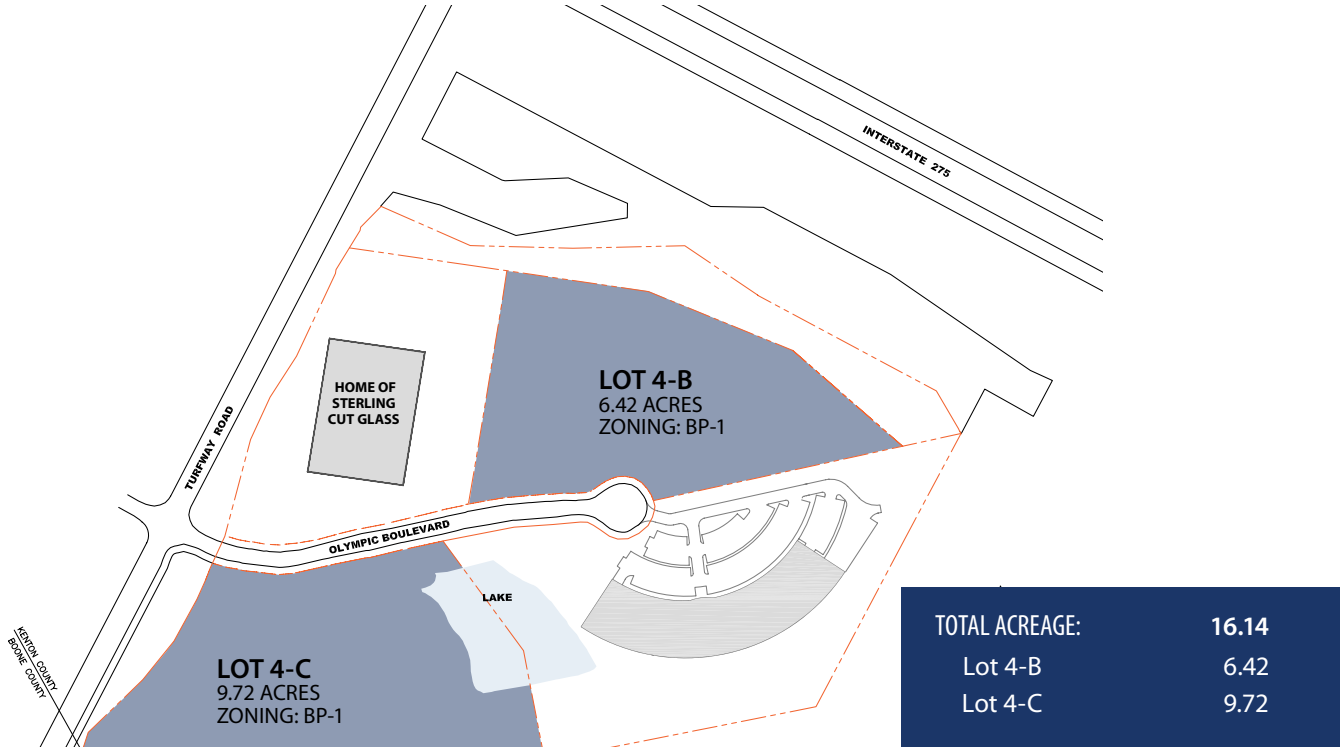 INTERSTATE 275
HOME OF
STERLING
CUT GLASS
LOT 4-B
6.42 ACRES
ZONING: BP-1
TURFWAY ROAD
OLYMPIC BOULEVARD
LAKE
KENTON COUNTY
BOONE COUNTY
LOT 4-C
9.72 ACRES
ZONING: BP-1
TOTAL ACREAGE: 16.14
Lot 4-B 6.42
Lot 4-C 9.72